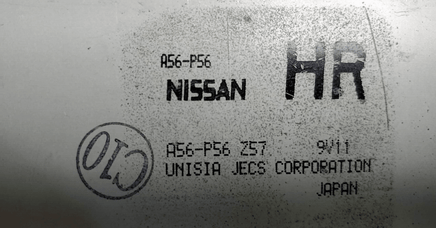 A56-P56
NISSAN HR
A56-P56 Z57 9V11
UNISIA JECS CORPORATION
JAPAN
C10